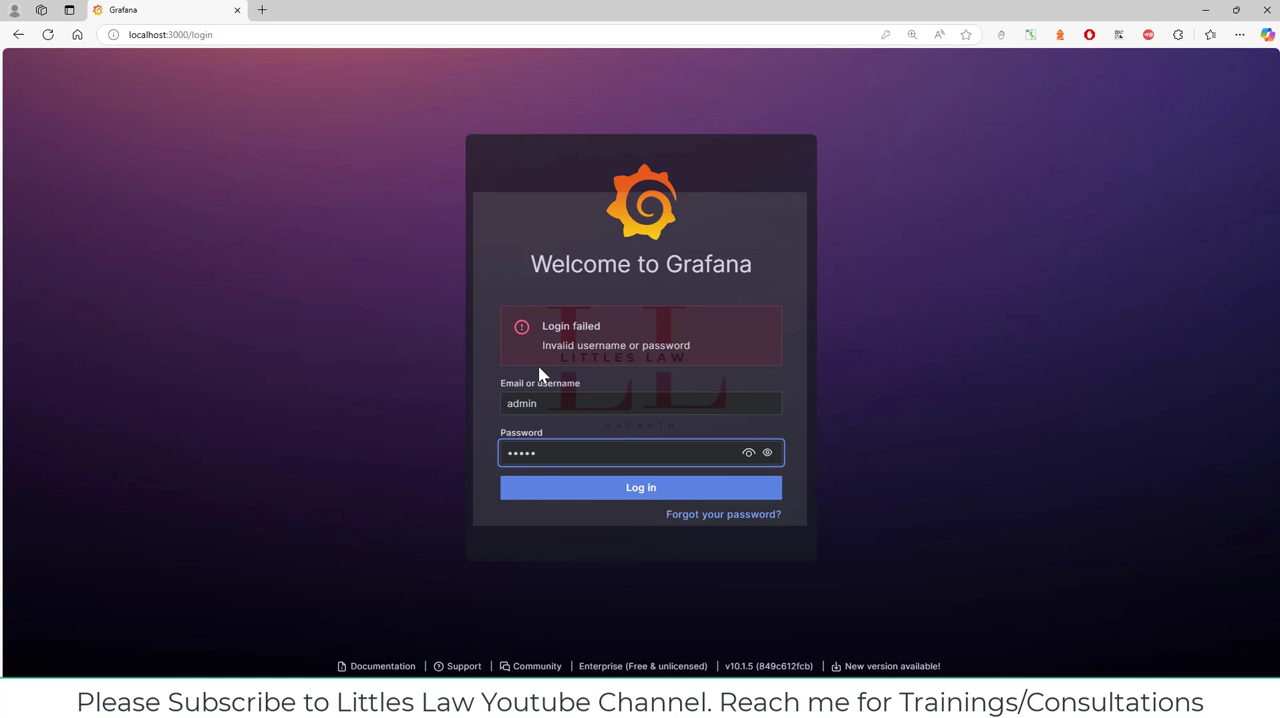 Grafana
localhost:3000/login
Welcome to Grafana
Login failed
Invalid username or password
LITTLES LAW
Email or username
admin
VASANTH
Password
•••••
Log in
Forgot your password?
Documentation | Support | Community | Enterprise (Free & unlicensed) | v10.1.5 (849c612fcb) | New version available!
Please Subscribe to Littles Law Youtube Channel. Reach me for Trainings/Consultations